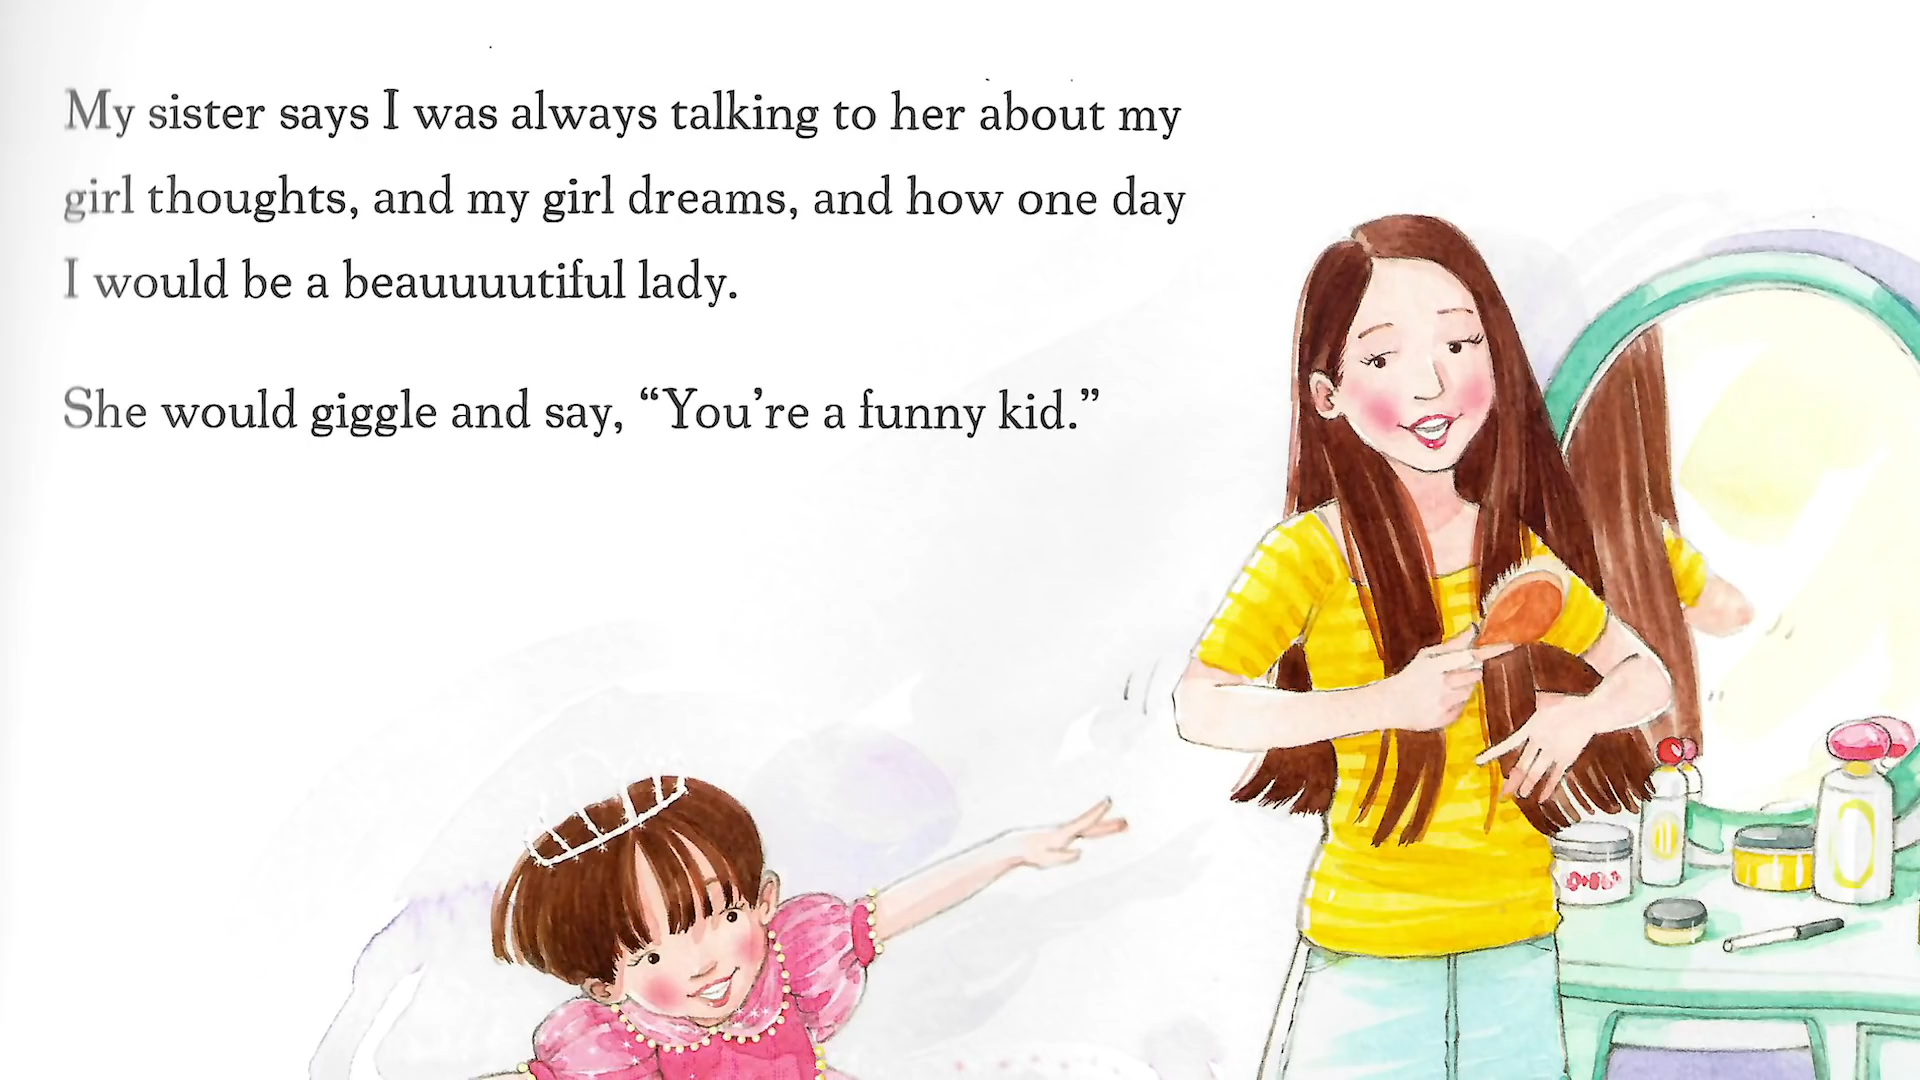 My sister says I was always talking to her about my
girl thoughts, and my girl dreams, and how one day
I would be a beauuuutiful lady.
She would giggle and say, “You’re a funny kid.”